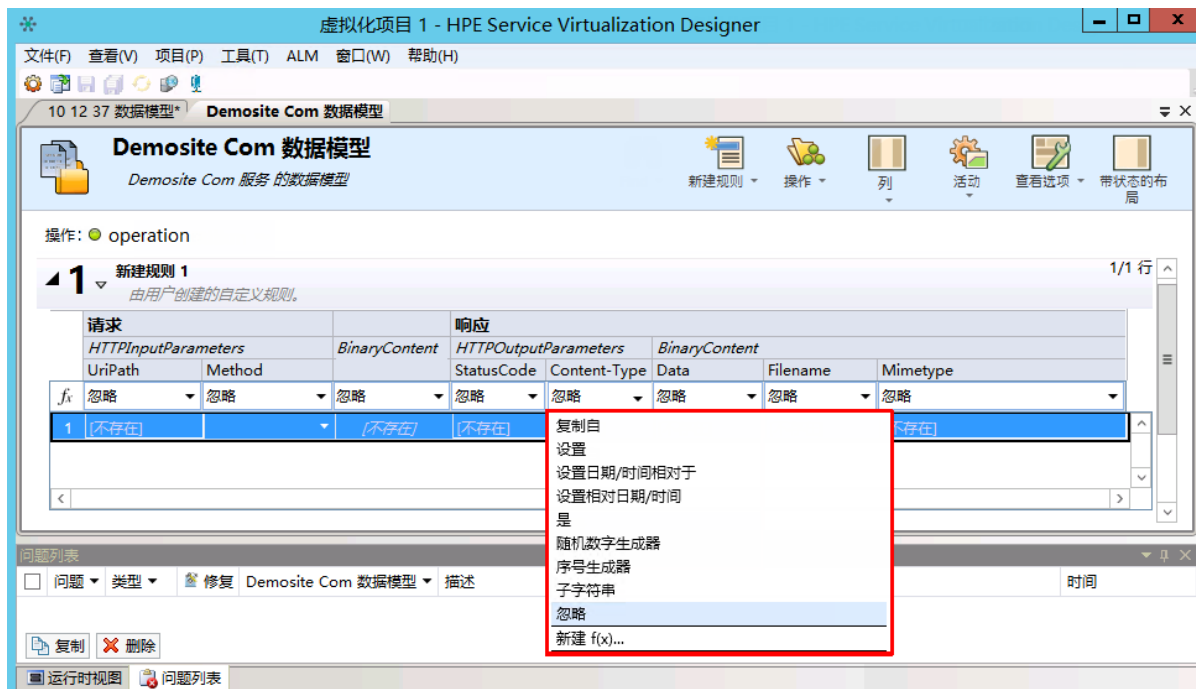 虚拟化项目 1 - HPE Service Virtualization Designer
文件(F) 查看(V) 项目(P) 工具(T) ALM 窗口(W) 帮助(H)
10 12 37 数据模型* Demosite Com 数据模型
Demosite Com 数据模型
Demosite Com 服务 的数据模型
新建规则 操作 列 活动 查看选项 带状态的布
局
操作: operation
1 新建规则 1 1/1 行
由用户创建的自定义规则。
请求 响应
HTTPInputParameters BinaryContent HTTPOutputParameters BinaryContent
UriPath Method StatusCode Content-Type Data Filename Mimetype
fx 忽略 忽略 忽略 忽略 忽略 忽略 忽略 忽略
1 [不存在] [不存在] [不存在] 不存在]
复制自
设置
设置日期/时间相对于
设置相对日期/时间
是
随机数字生成器
序号生成器
子字符串
忽略
新建 f(x)...
问题列表
问题 类型 修复 Demosite Com 数据模型 描述 时间
复制 删除
运行时视图 问题列表